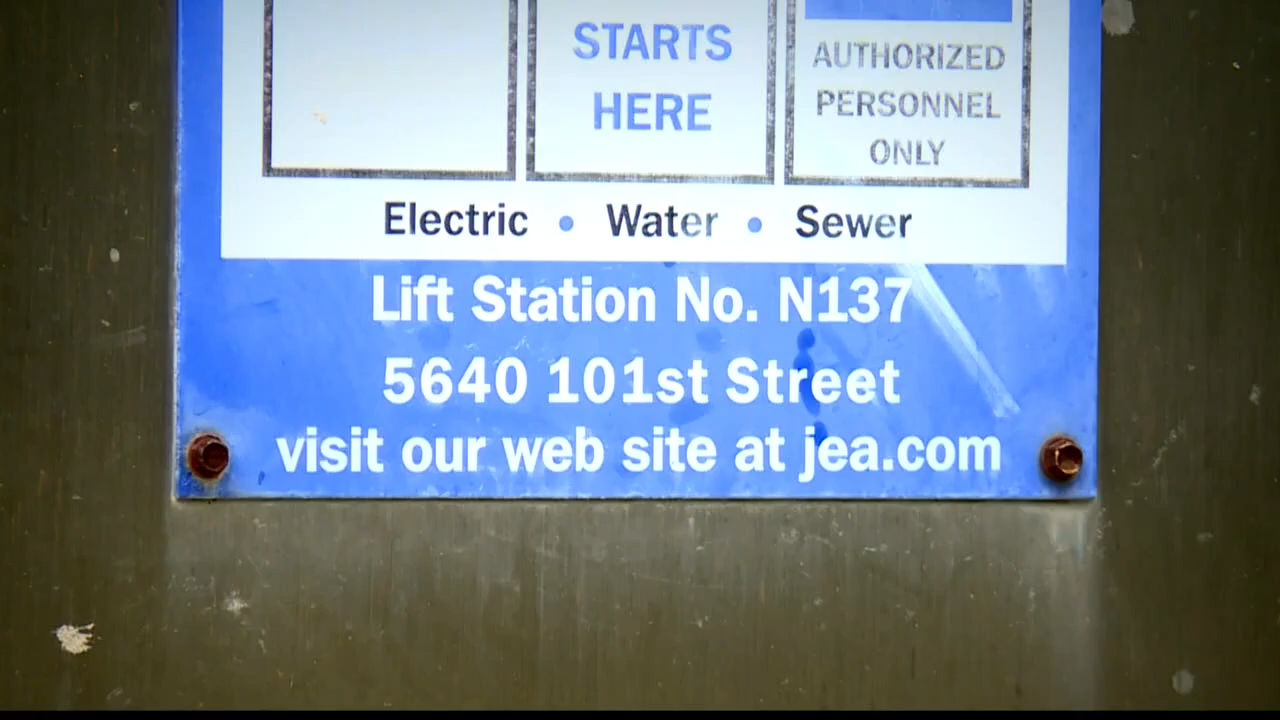 STARTS
HERE
AUTHORIZED
PERSONNEL
ONLY
Electric • Water • Sewer
Lift Station No. N137
5640 101st Street
visit our web site at jea.com